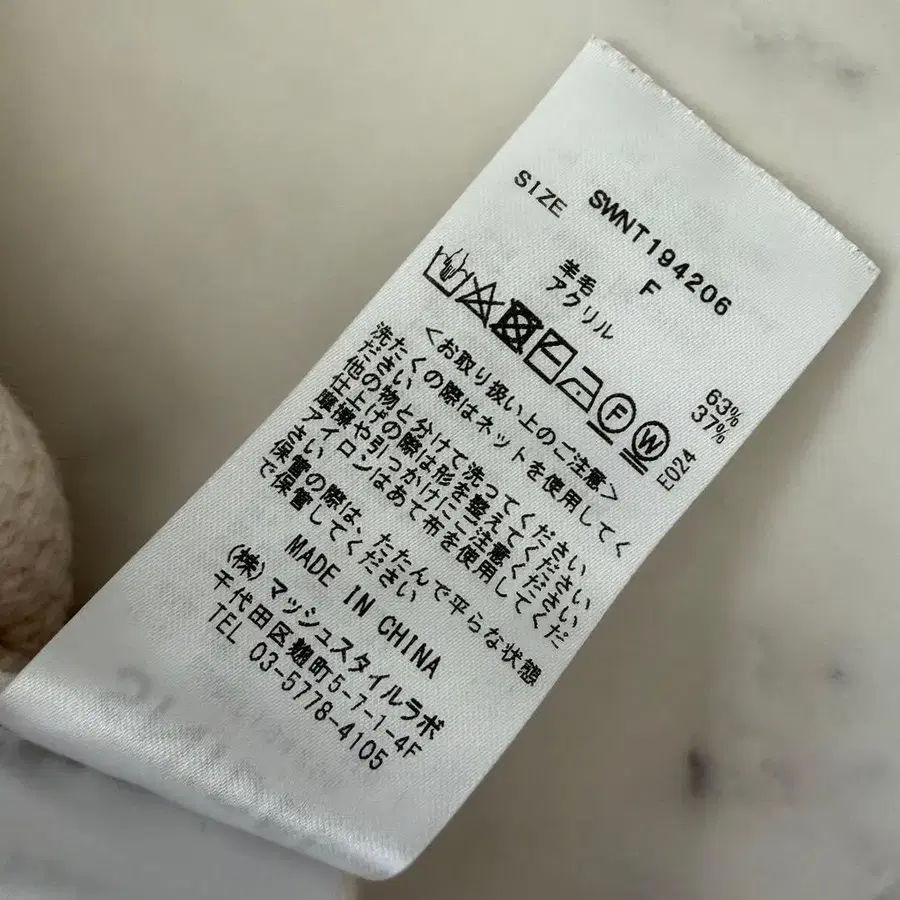 SWNT194206
SIZE F
羊毛 63%
アクリル 37%
F W
E024
<お取り扱い上のご注意>
洗たくの際はネットを使用してく
ださい
他の物と分けて洗ってください
仕上げの際は形を整えてください
摩擦や引っかけにご注意ください
アイロンはあて布を使用してくだ
さい
保管の際は、たたんで平らな状態
で保管してください
MADE IN CHINA
(株)マッシュスタイルラボ
千代田区麹町5-7-1-4F
TEL 03-5778-4105